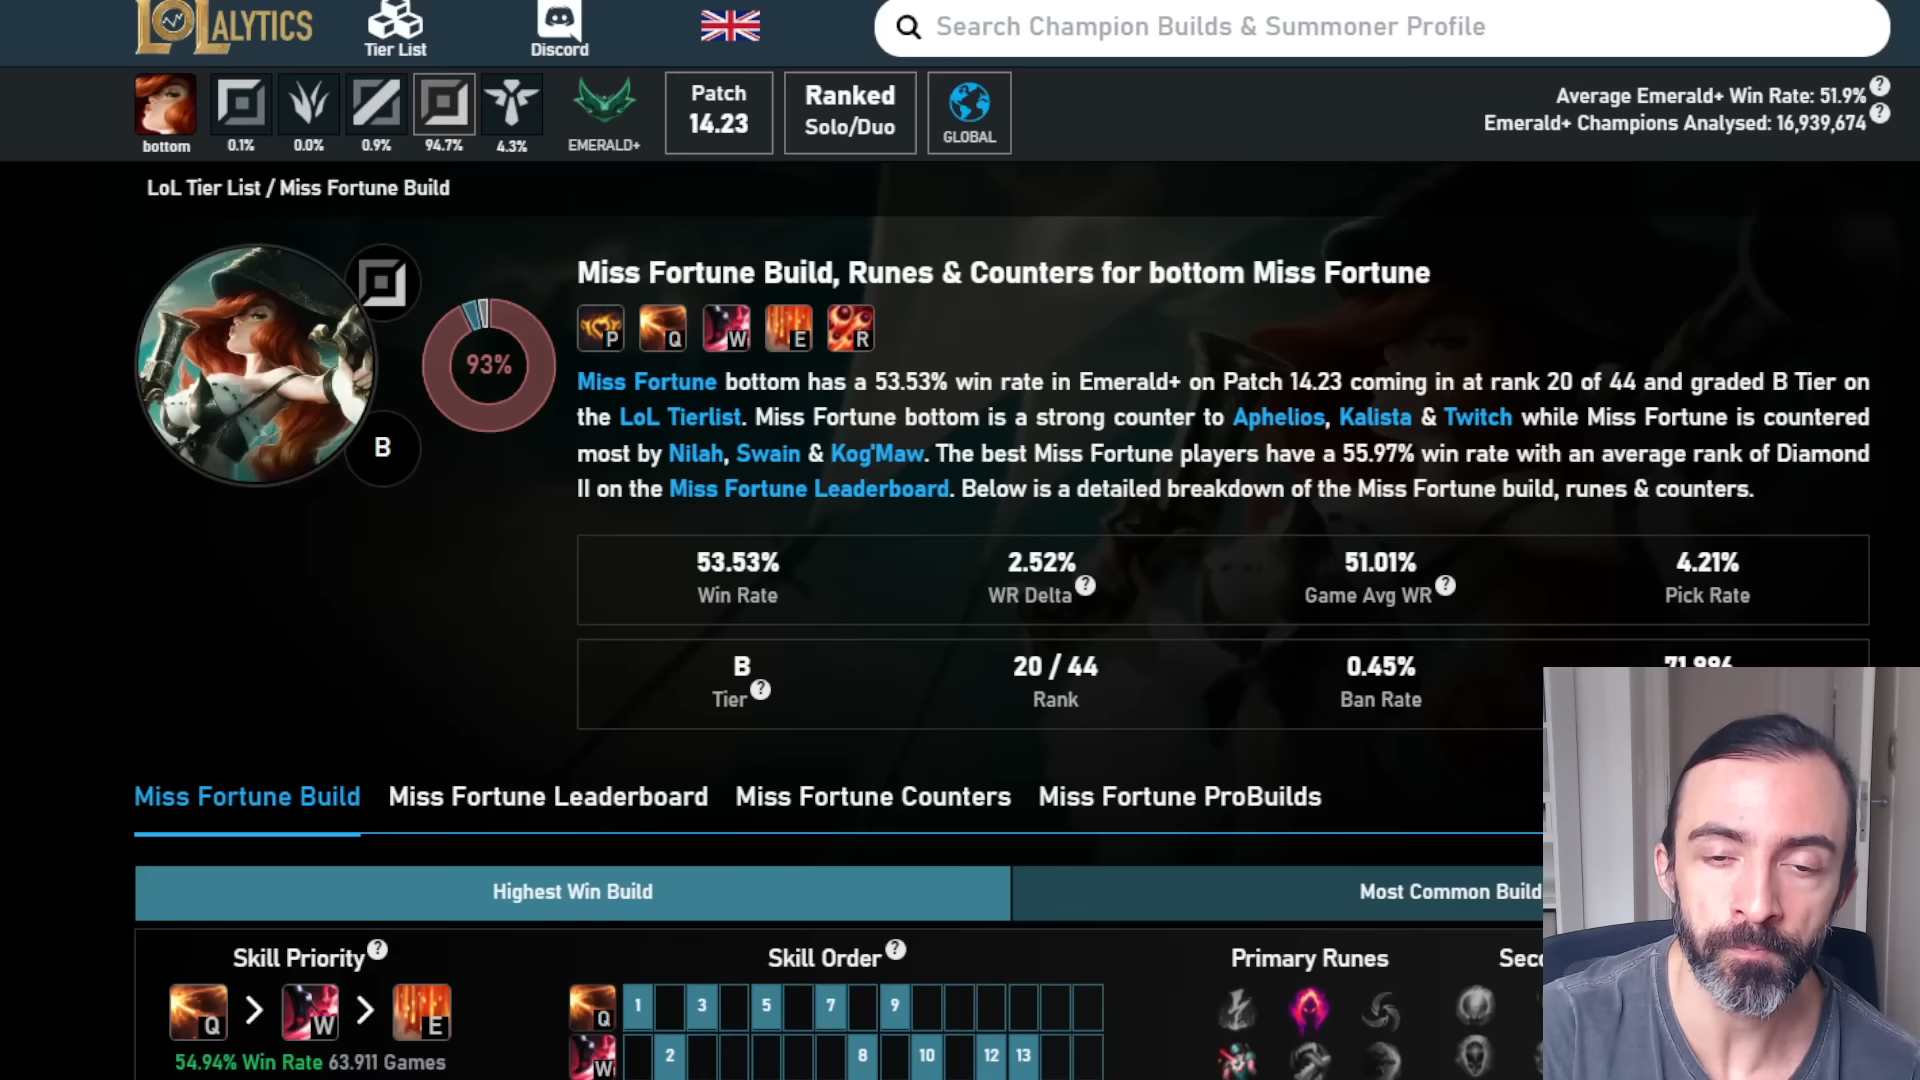 LOLALYTICS
Tier List
Discord
Search Champion Builds & Summoner Profile
bottom
0.1%
0.0%
0.9%
94.7%
4.3%
EMERALD+
Patch
14.23
Ranked
Solo/Duo
GLOBAL
Average Emerald+ Win Rate: 51.9% ?
Emerald+ Champions Analysed: 16,939,674 ?
LoL Tier List / Miss Fortune Build
93%
B
Miss Fortune Build, Runes & Counters for bottom Miss Fortune
P
Q
W
E
R
Miss Fortune bottom has a 53.53% win rate in Emerald+ on Patch 14.23 coming in at rank 20 of 44 and graded B Tier on
the LoL Tierlist. Miss Fortune bottom is a strong counter to Aphelios, Kalista & Twitch while Miss Fortune is countered
most by Nilah, Swain & Kog'Maw. The best Miss Fortune players have a 55.97% win rate with an average rank of Diamond
II on the Miss Fortune Leaderboard. Below is a detailed breakdown of the Miss Fortune build, runes & counters.
53.53%
Win Rate
2.52%
WR Delta ?
51.01%
Game Avg WR ?
4.21%
Pick Rate
B
Tier ?
20 / 44
Rank
0.45%
Ban Rate
Miss Fortune Build
Miss Fortune Leaderboard
Miss Fortune Counters
Miss Fortune ProBuilds
Highest Win Build
Most Common Build
Skill Priority ?
Q > W > E
54.94% Win Rate 63.911 Games
Skill Order ?
Q 1 3 5 7 9
W 2 8 10 12 13
Primary Runes
Sec